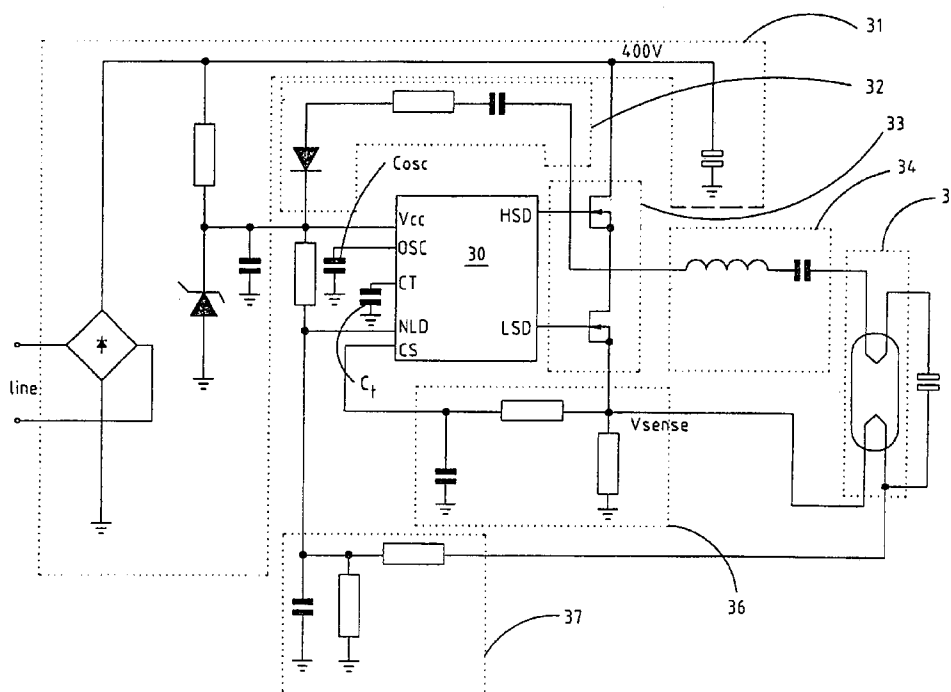 31
400V
32
33
Cosc
34
3
Vcc
HSD
OSC
30
CT
NLD
LSD
CS
line
Ct
Vsense
36
37